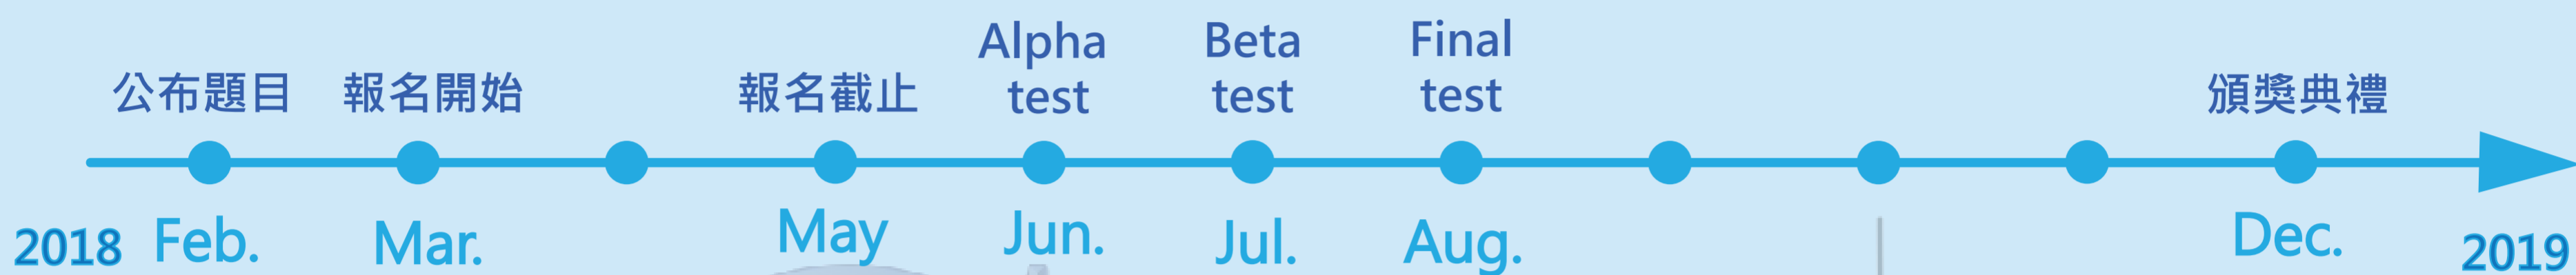 公布題目
報名開始
報名截止
Alpha
test
Beta
test
Final
test
頒獎典禮
2018
Feb.
Mar.
May
Jun.
Jul.
Aug.
Dec.
2019